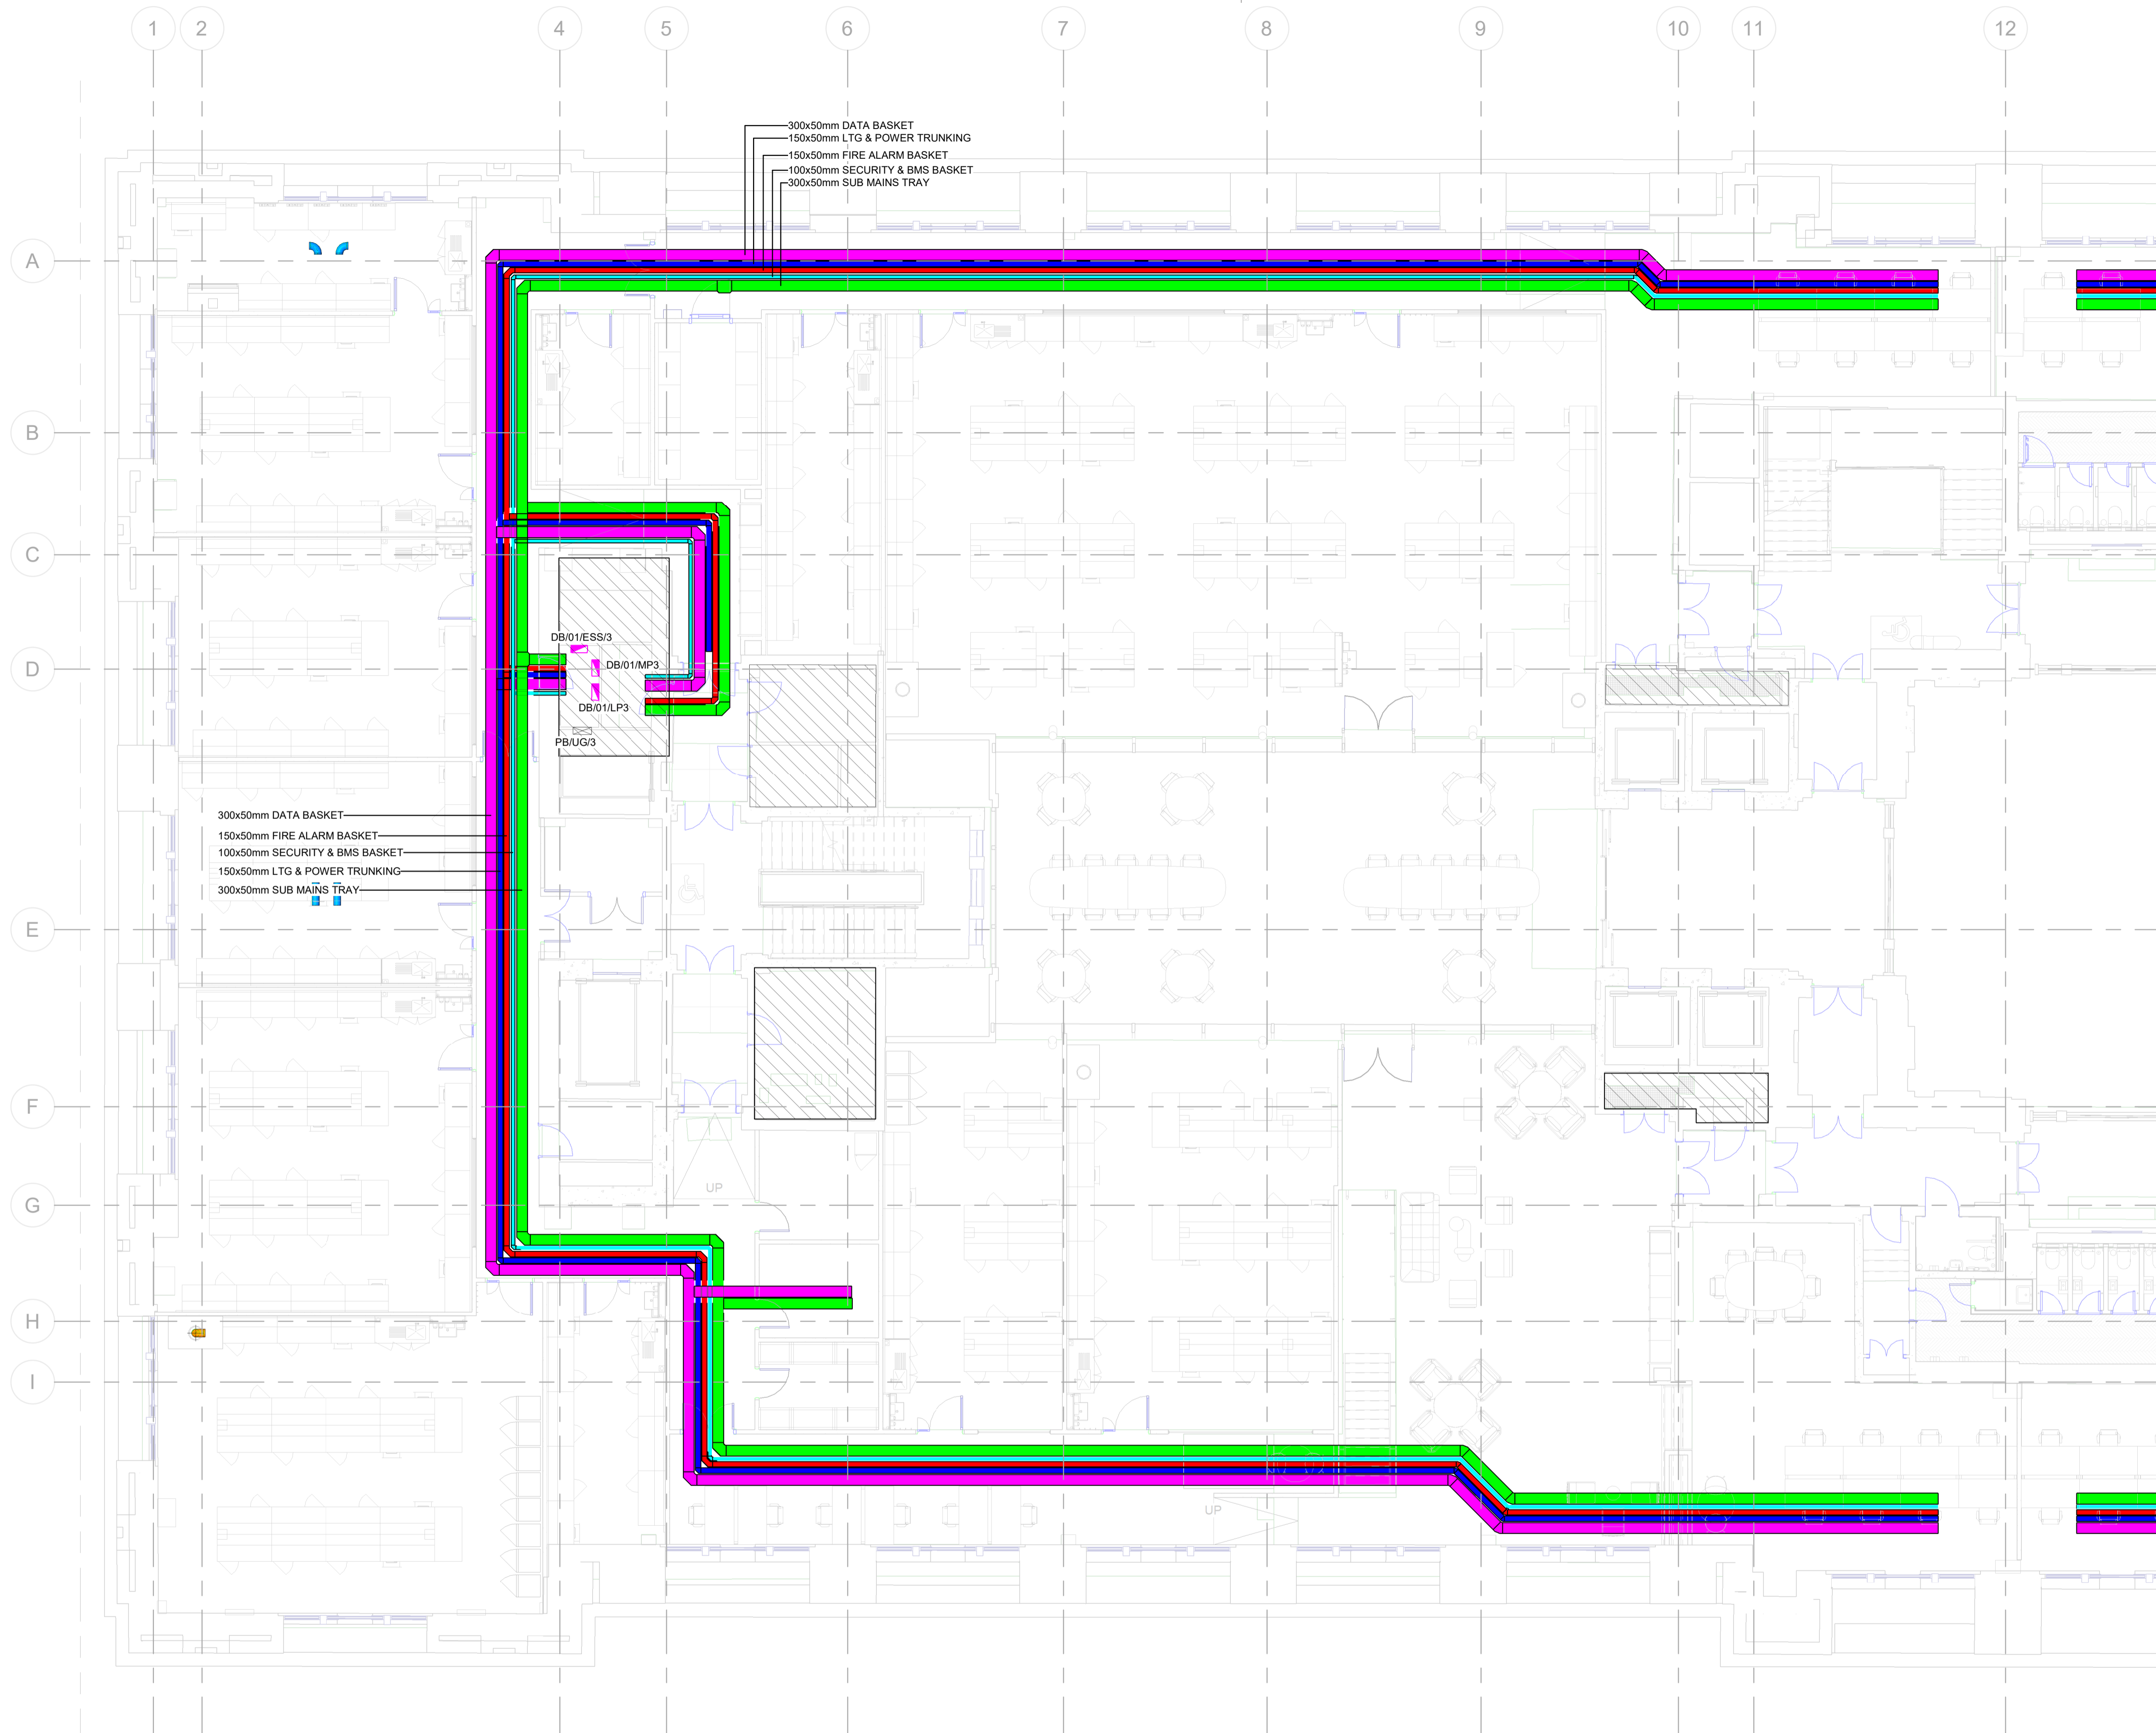 1 2 4 5 6 7 8 9 10 11 12
300x50mm DATA BASKET
150x50mm LTG & POWER TRUNKING
150x50mm FIRE ALARM BASKET
100x50mm SECURITY & BMS BASKET
300x50mm SUB MAINS TRAY
A
B
C
DB/01/ESS/3
DB/01/MP3
D
DB/01/LP3
PB/UG/3
300x50mm DATA BASKET
150x50mm FIRE ALARM BASKET
100x50mm SECURITY & BMS BASKET
150x50mm LTG & POWER TRUNKING
300x50mm SUB MAINS TRAY
E
F
UP
G
H
I
UP